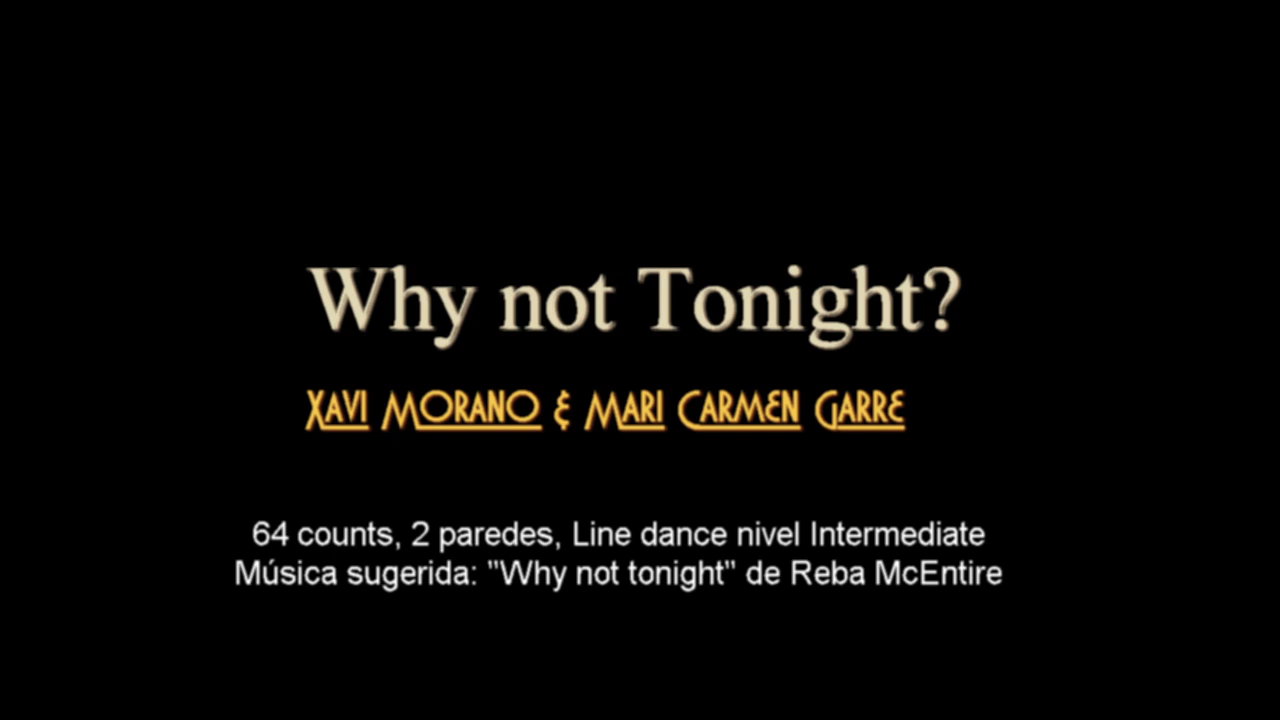 Why not Tonight?
XAVI MORANO & MARI CARMEN GARRE
64 counts, 2 paredes, Line dance nivel Intermediate
Música sugerida: "Why not tonight" de Reba McEntire